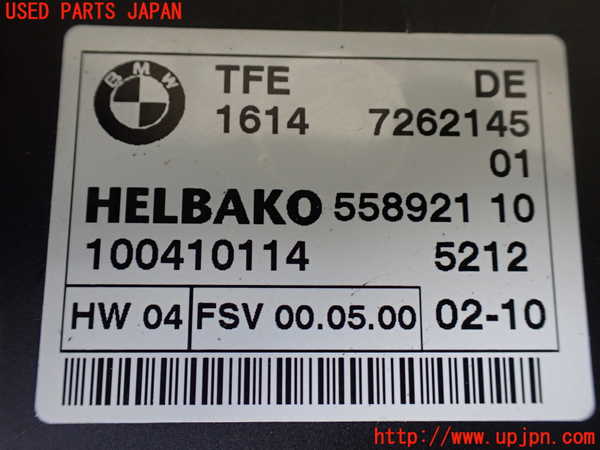 USED PARTS JAPAN
BMW
TFE DE
1614 7262145
01
HELBAKO 558921 10
100410114 5212
HW 04 FSV 00.05.00 02-10
http://www.upjpn.com/